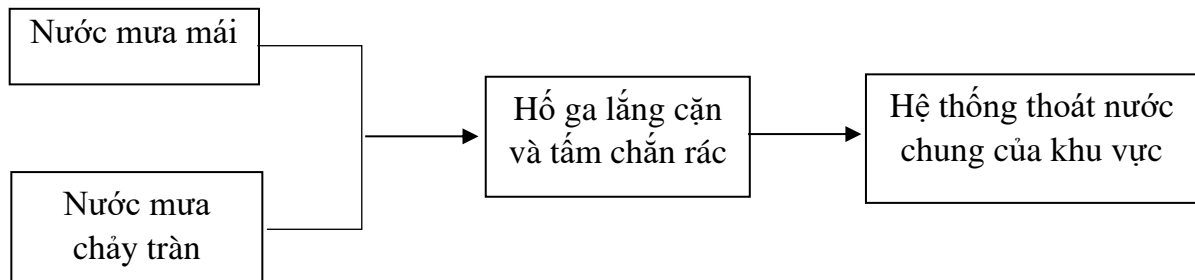 Nước mưa mái
Nước mưa
chảy tràn
Hố ga lắng cặn
và tấm chắn rác
Hệ thống thoát nước
chung của khu vực